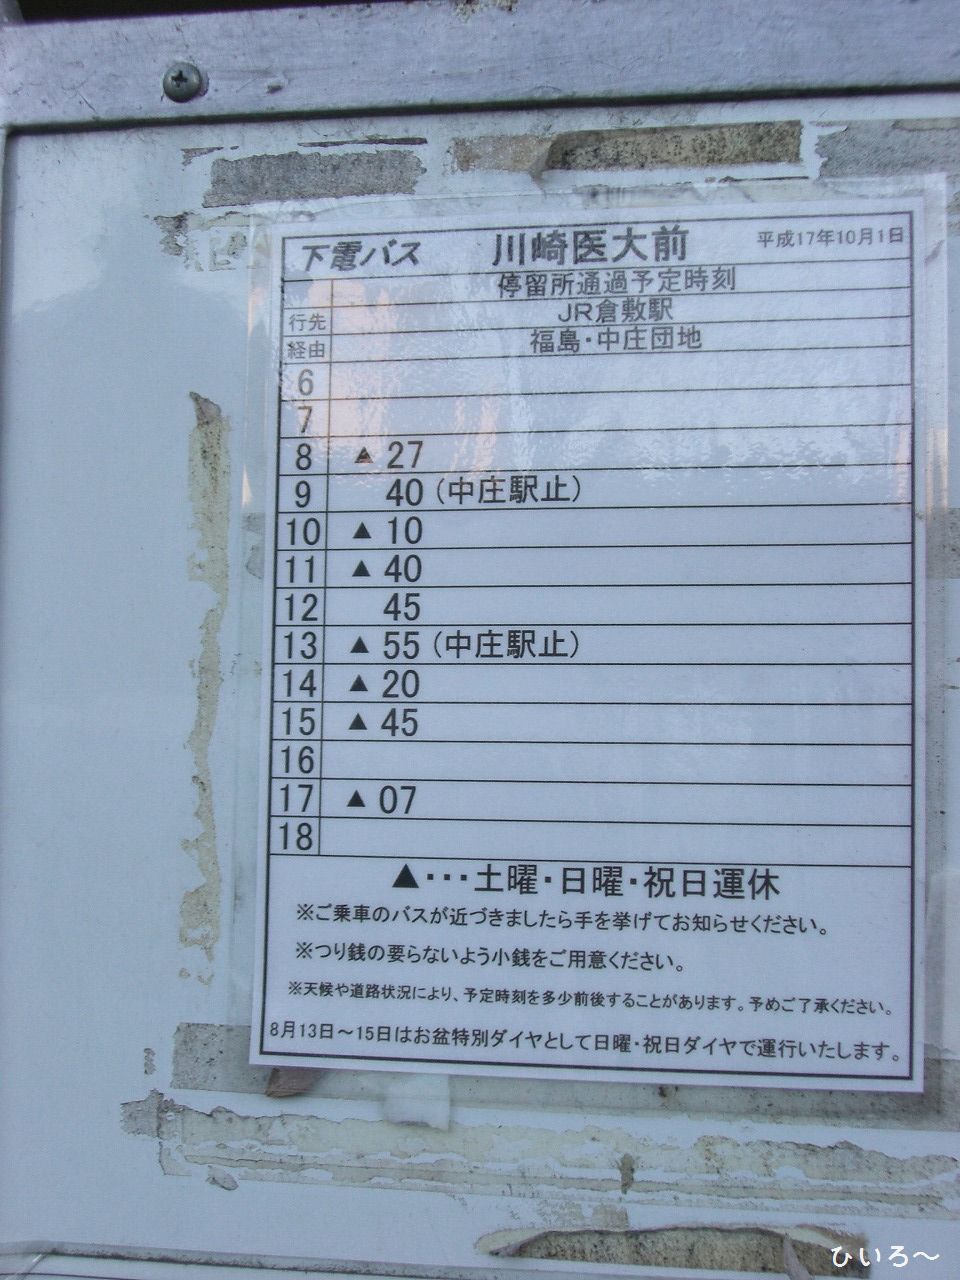 下電バス 川崎医大前 平成17年10月1日
停留所通過予定時刻
行先 JR倉敷駅
経由 福島・中庄団地
6
7
8 ▲ 27
9 40 (中庄駅止)
10 ▲ 10
11 ▲ 40
12 45
13 ▲ 55 (中庄駅止)
14 ▲ 20
15 ▲ 45
16
17 ▲ 07
18
▲・・・土曜・日曜・祝日運休
※ご乗車のバスが近づきましたら手を挙げてお知らせください。
※つり銭の要らないよう小銭をご用意ください。
※天候や道路状況により、予定時刻を多少前後することがあります。予めご了承ください。
8月13日～15日はお盆特別ダイヤとして日曜・祝日ダイヤで運行いたします。
ひいろ～